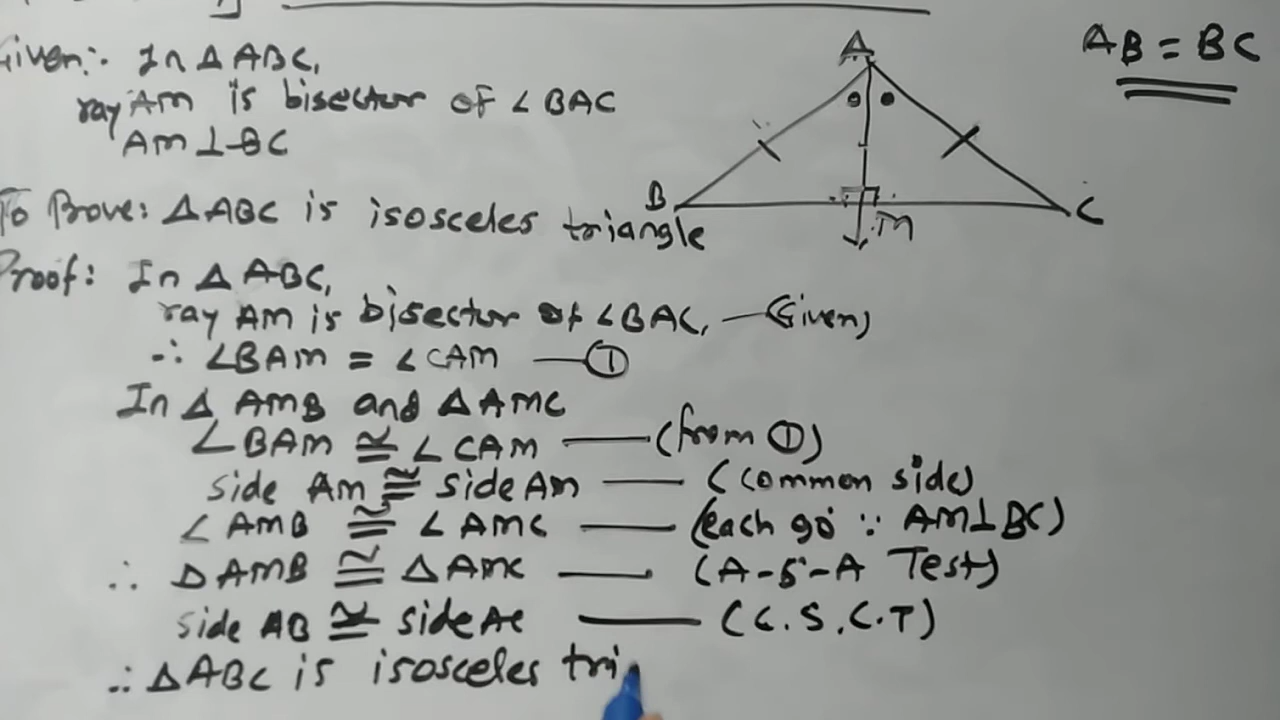 Given:- In △ ABC,
ray AM is bisector of ∠ BAC
AM ⊥ BC
To Prove: △ ABC is isosceles triangle
Proof: In △ ABC,
ray AM is bisector of ∠BAC, — (Given)
∴ ∠BAM = ∠CAM — ①
In △ AMB and △AMC
∠BAM ≅ ∠CAM — (from ①)
side AM ≅ side AM — (common side)
∠AMB ≅ ∠AMC — (each 90 ∵ AM⊥BC)
∴ △AMB ≅ △AMC — (A-S-A Test)
side AB ≅ side AC — (C.S.C.T)
∴ △ABC is isosceles tri
A
B
M
C
AB = BC